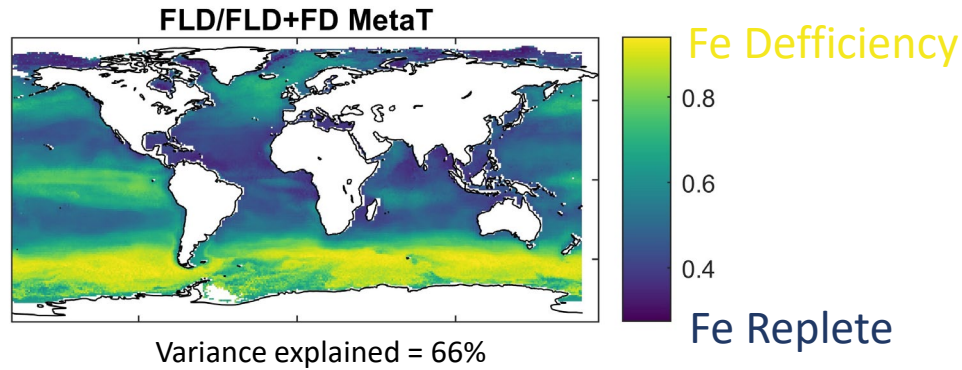 FLD/FLD+FD MetaT
Fe Defficiency
0.8
0.6
0.4
Fe Replete
Variance explained = 66%